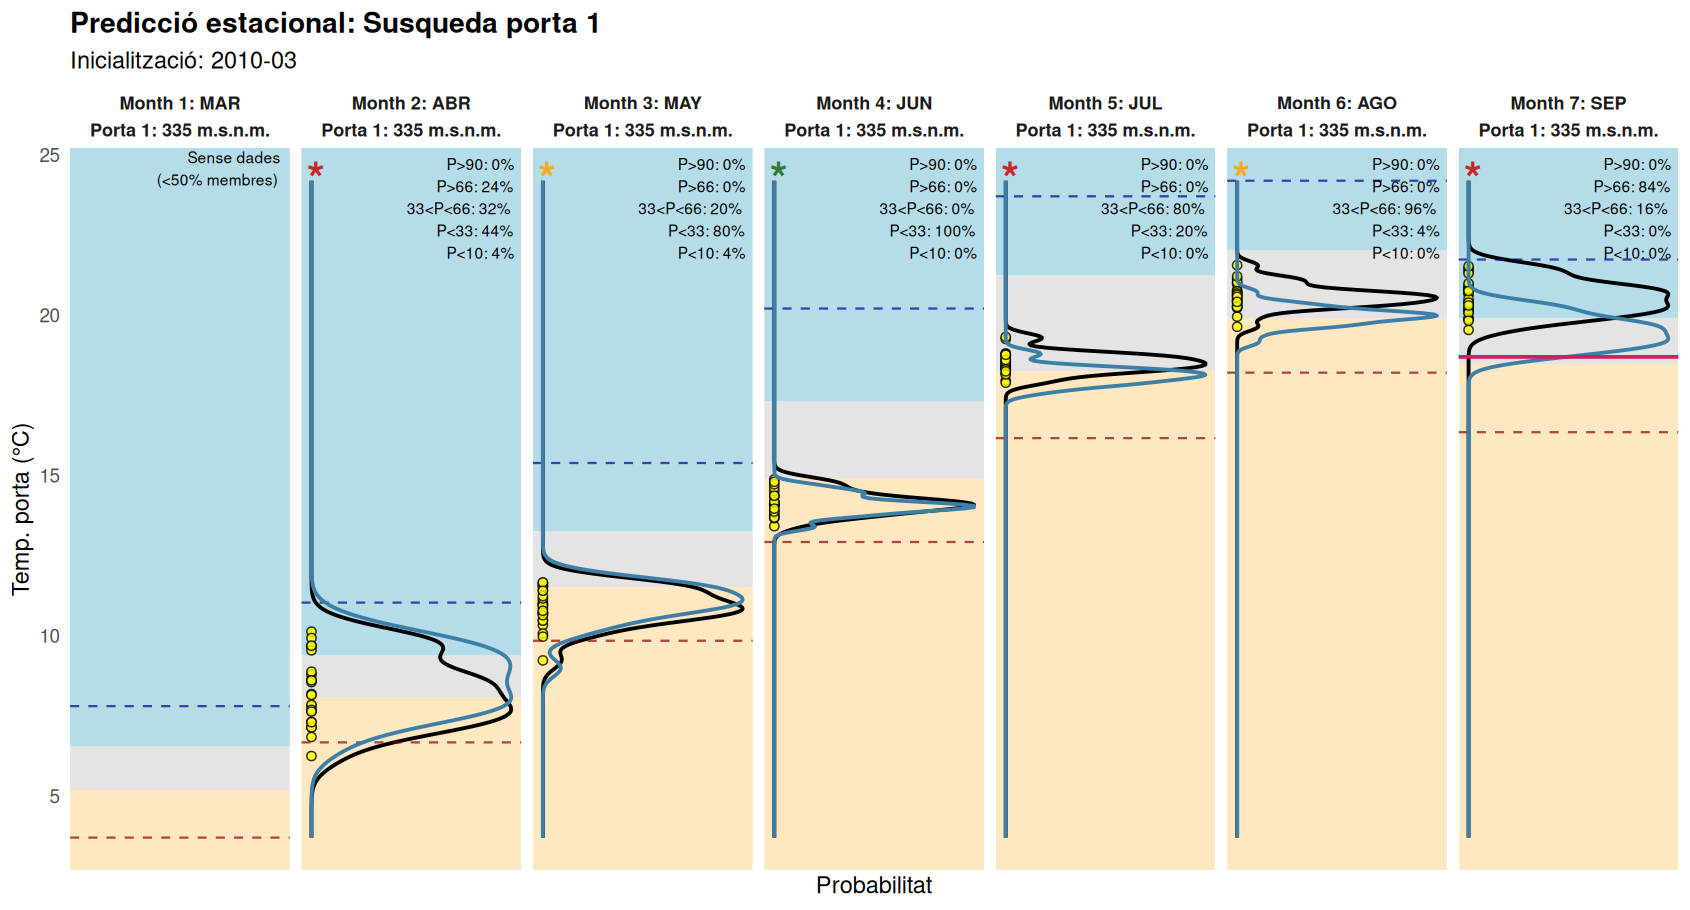 Predicció estacional: Susqueda porta 1
Inicialització: 2010-03
Month 1: MAR
Porta 1: 335 m.s.n.m.
Month 2: ABR
Porta 1: 335 m.s.n.m.
Month 3: MAY
Porta 1: 335 m.s.n.m.
Month 4: JUN
Porta 1: 335 m.s.n.m.
Month 5: JUL
Porta 1: 335 m.s.n.m.
Month 6: AGO
Porta 1: 335 m.s.n.m.
Month 7: SEP
Porta 1: 335 m.s.n.m.
Temp. porta (°C)
25
20
15
10
5
Sense dades
(<50% membres)
*
P>90: 0%
P>66: 24%
33<P<66: 32%
P<33: 44%
P<10: 4%
*
P>90: 0%
P>66: 0%
33<P<66: 20%
P<33: 80%
P<10: 4%
*
P>90: 0%
P>66: 0%
33<P<66: 0%
P<33: 100%
P<10: 0%
*
P>90: 0%
P>66: 0%
33<P<66: 80%
P<33: 20%
P<10: 0%
*
P>90: 0%
P>66: 0%
33<P<66: 96%
P<33: 4%
P<10: 0%
*
P>90: 0%
P>66: 84%
33<P<66: 16%
P<33: 0%
P<10: 0%
Probabilitat